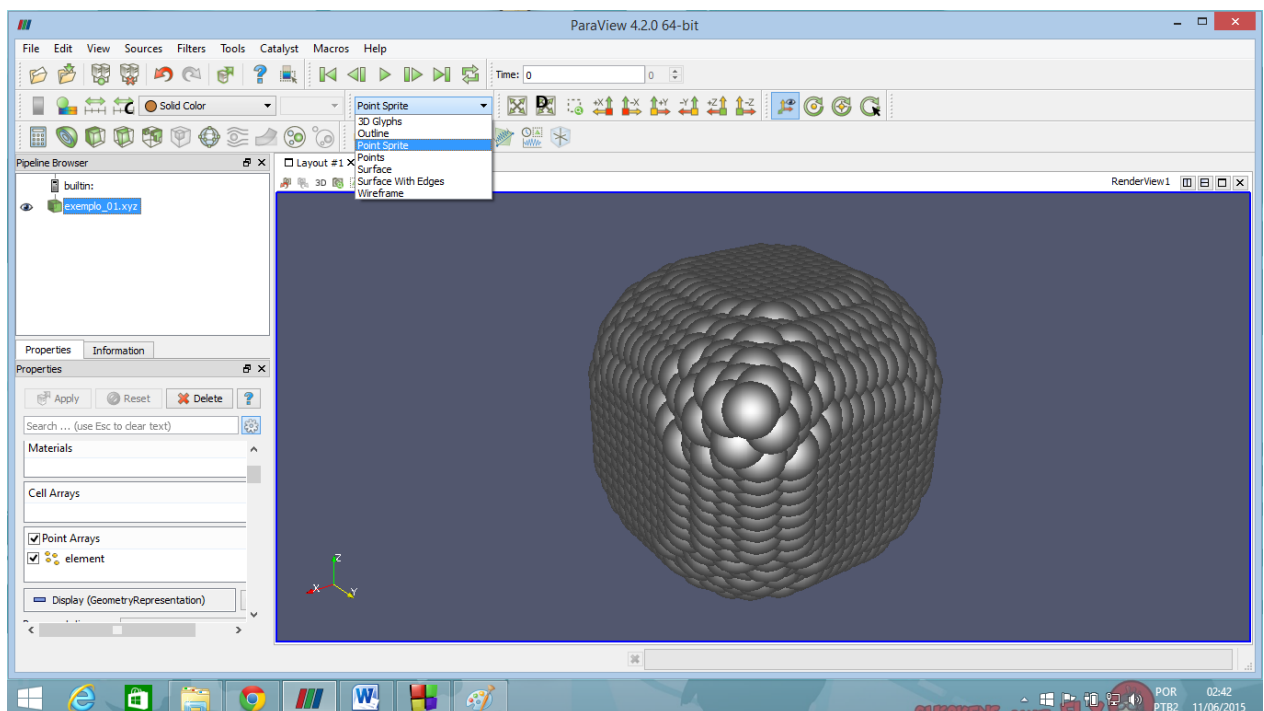 ParaView 4.2.0 64-bit
File Edit View Sources Filters Tools Catalyst Macros Help
Time: 0 0
Solid Color Point Sprite
3D Glyphs
Outline
Point Sprite
Points
Surface
Surface With Edges
Wireframe
Pipeline Browser
Layout #1
3D
RenderView1
builtin:
exemplo_01.xyz
Properties Information
Properties
Apply Reset Delete ?
Search ... (use Esc to clear text)
Materials
Cell Arrays
Point Arrays
element
Display (GeometryRepresentation)
Z
X
Y
POR 02:42
PTB2 11/06/2015